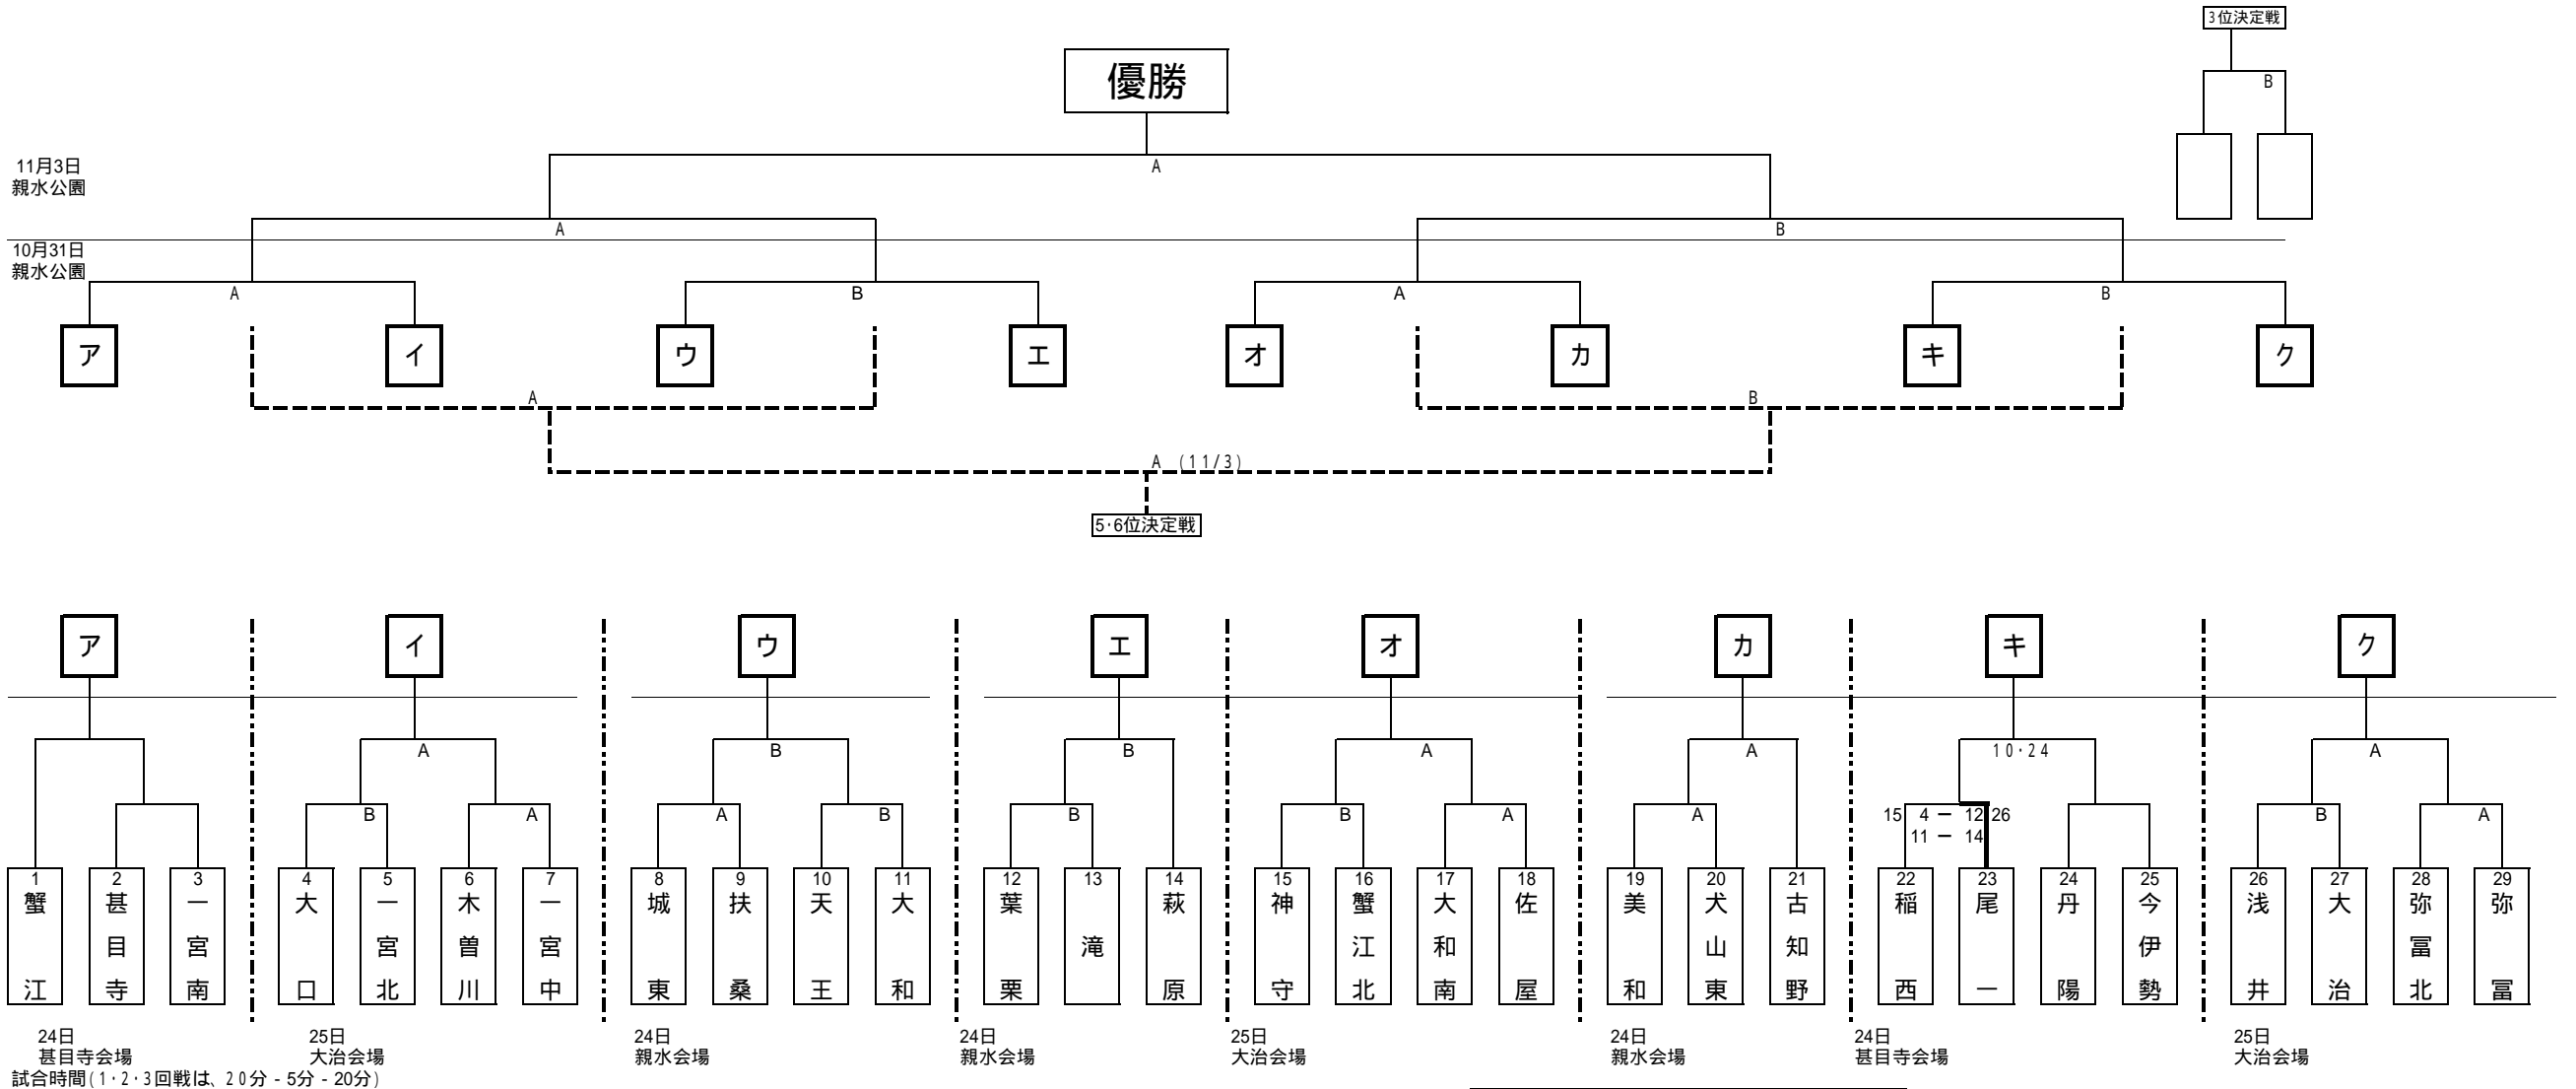 3位決定戦
優勝
B
11月3日
親水公園
A
A
B
10月31日
親水公園
A
B
A
B
ア
イ
ウ
エ
オ
カ
キ
ク
A
B
A (11/3)
5・6位決定戦
ア
イ
ウ
エ
オ
カ
キ
ク
A
B
B
A
A
10・24
A
B
A
A
B
B
B
A
A
15 4 ー 12 26
11 ー 14
B
A
1 蟹江
2 甚目寺
3 一宮南
4 大口
5 一宮北
6 木曽川
7 一宮中
8 城東
9 扶桑
10 天王
11 大和
12 葉栗
13 滝
14 萩原
15 神守
16 蟹江北
17 大和南
18 佐屋
19 美和
20 犬山東
21 古知野
22 稲西
23 尾一
24 丹陽
25 今伊勢
26 浅井
27 大治
28 弥冨北
29 弥冨
24日
甚目寺会場
25日
大治会場
24日
親水会場
24日
親水会場
25日
大治会場
24日
親水会場
24日
甚目寺会場
25日
大治会場
試合時間(1・2・3回戦は、20分 - 5分 - 20分)